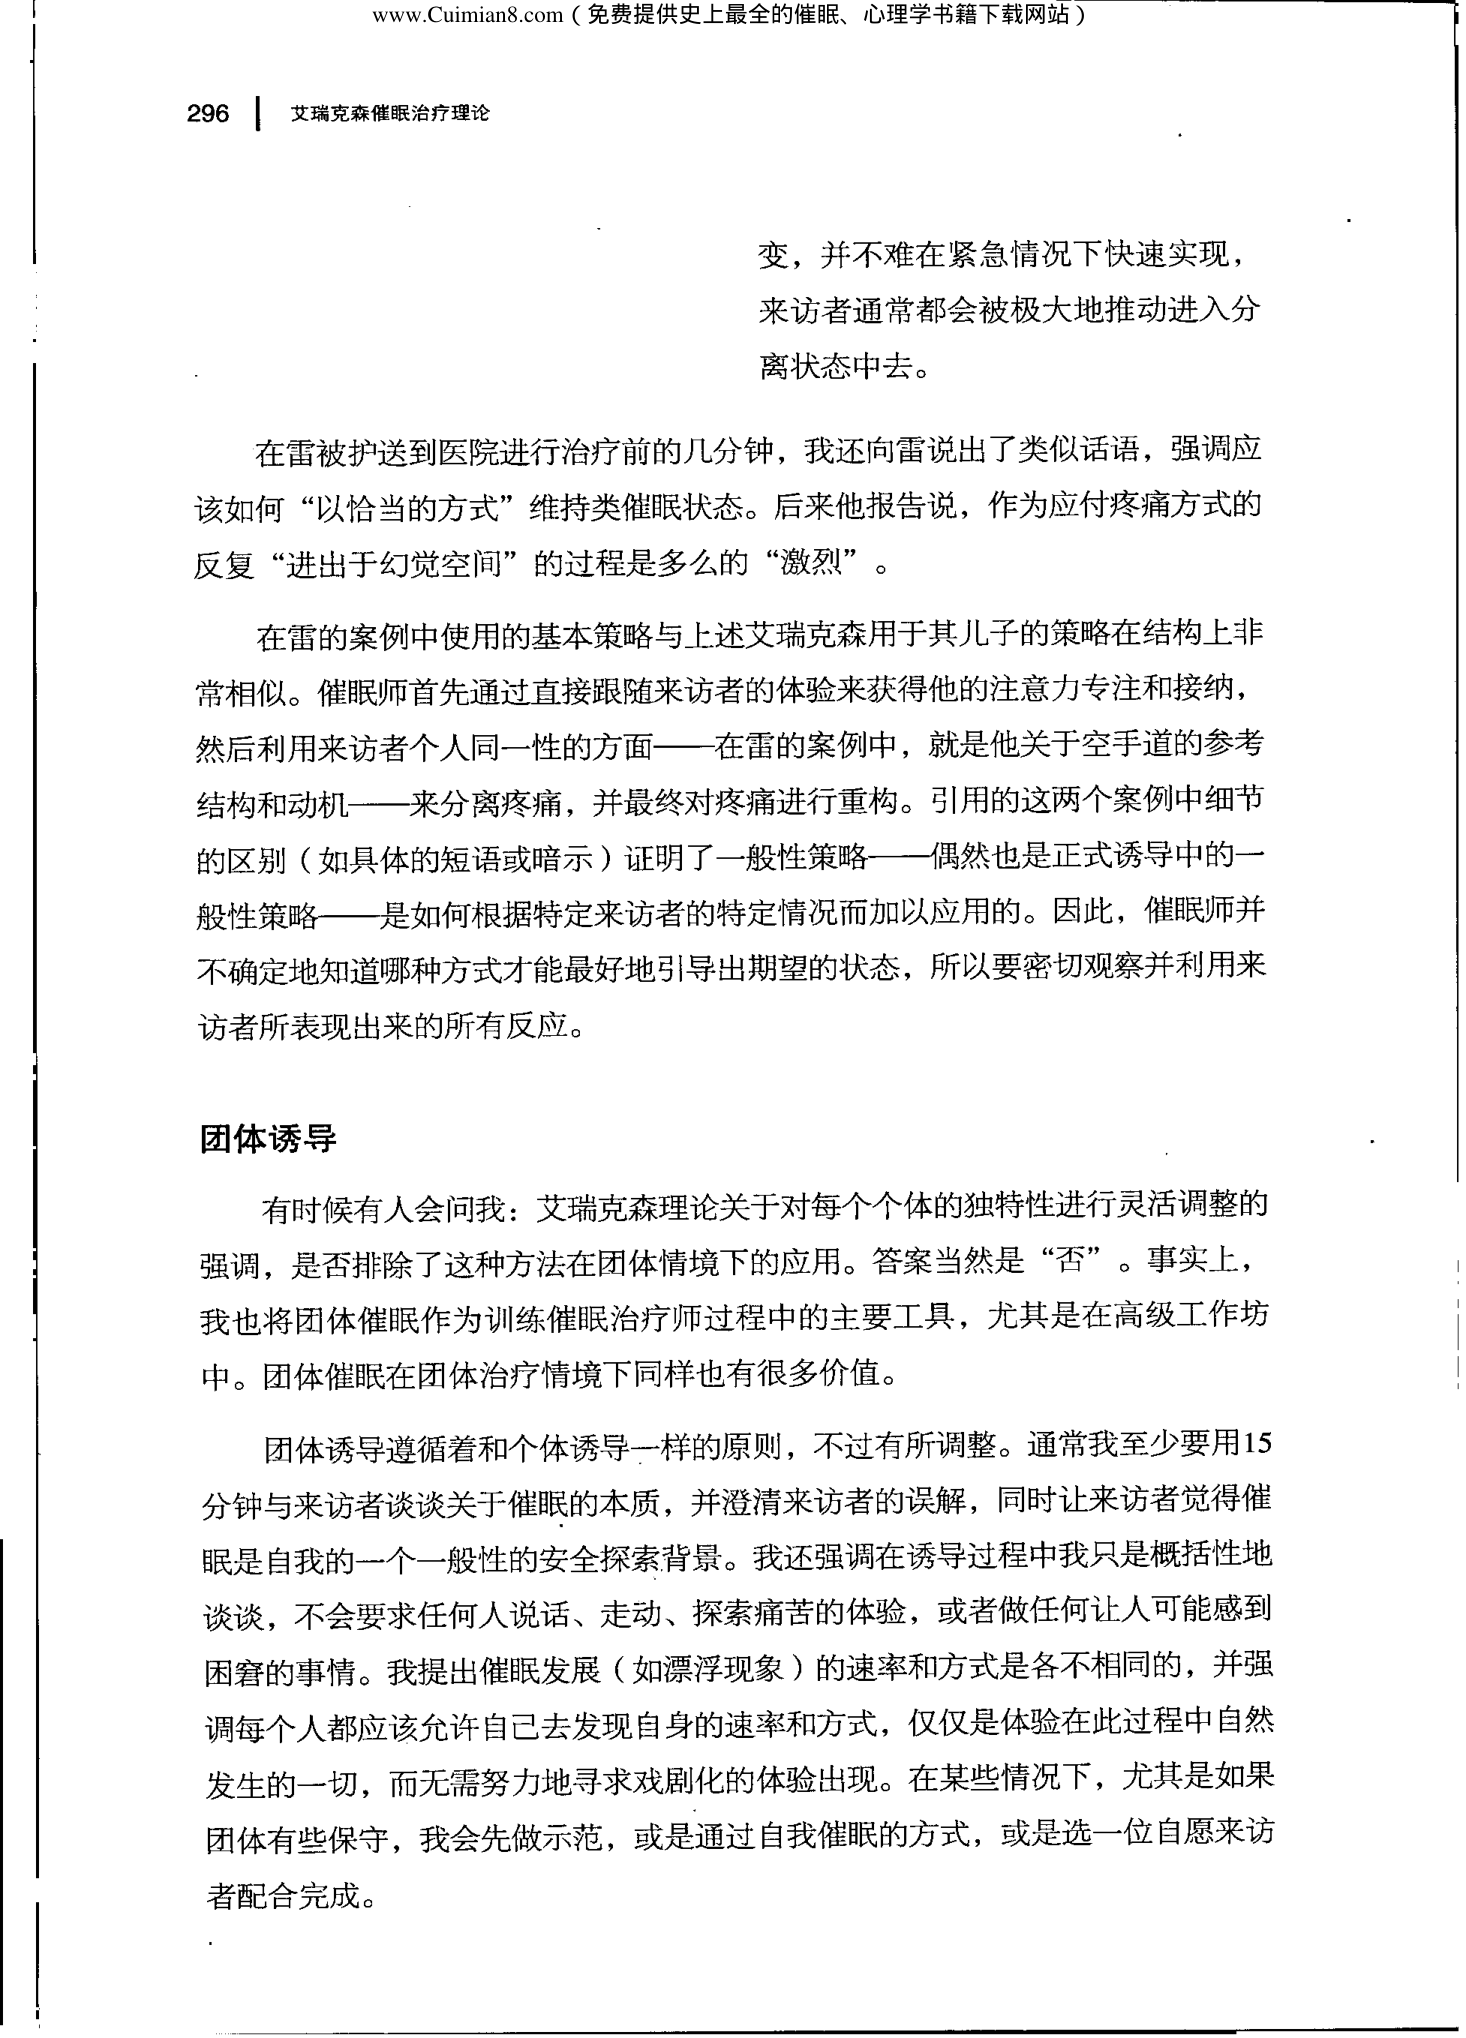 www.Cuimian8.com（免费提供史上最全的催眠、心理学书籍下载网站）
296 艾瑞克森催眠治疗理论
变，并不难在紧急情况下快速实现，
来访者通常都会被极大地推动进入分
离状态中去。
在雷被护送到医院进行治疗前的几分钟，我还向雷说出了类似话语，强调应
该如何“以恰当的方式”维持类催眠状态。后来他报告说，作为应付疼痛方式的
反复“进出于幻觉空间”的过程是多么的“激烈”。
在雷的案例中使用的基本策略与上述艾瑞克森用于其儿子的策略在结构上非
常相似。催眠师首先通过直接跟随来访者的体验来获得他的注意力专注和接纳，
然后利用来访者个人同一性的方面——在雷的案例中，就是他关于空手道的参考
结构和动机——来分离疼痛，并最终对疼痛进行重构。引用的这两个案例中细节
的区别（如具体的短语或暗示）证明了一般性策略——偶然也是正式诱导中的一
般性策略——是如何根据特定来访者的特定情况而加以应用的。因此，催眠师并
不确定地知道哪种方式才能最好地引导出期望的状态，所以要密切观察并利用来
访者所表现出来的所有反应。
团体诱导
有时候有人会问我：艾瑞克森理论关于对每个个体的独特性进行灵活调整的
强调，是否排除了这种方法在团体情境下的应用。答案当然是“否”。事实上，
我也将团体催眠作为训练催眠治疗师过程中的主要工具，尤其是在高级工作坊
中。团体催眠在团体治疗情境下同样也有很多价值。
团体诱导遵循着和个体诱导一样的原则，不过有所调整。通常我至少要用15
分钟与来访者谈谈关于催眠的本质，并澄清来访者的误解，同时让来访者觉得催
眠是自我的一个一般性的安全探索背景。我还强调在诱导过程中我只是概括性地
谈谈，不会要求任何人说话、走动、探索痛苦的体验，或者做任何让人可能感到
困窘的事情。我提出催眠发展（如漂浮现象）的速率和方式是各不相同的，并强
调每个人都应该允许自己去发现自身的速率和方式，仅仅是体验在此过程中自然
发生的一切，而无需努力地寻求戏剧化的体验出现。在某些情况下，尤其是如果
团体有些保守，我会先做示范，或是通过自我催眠的方式，或是选一位自愿来访
者配合完成。